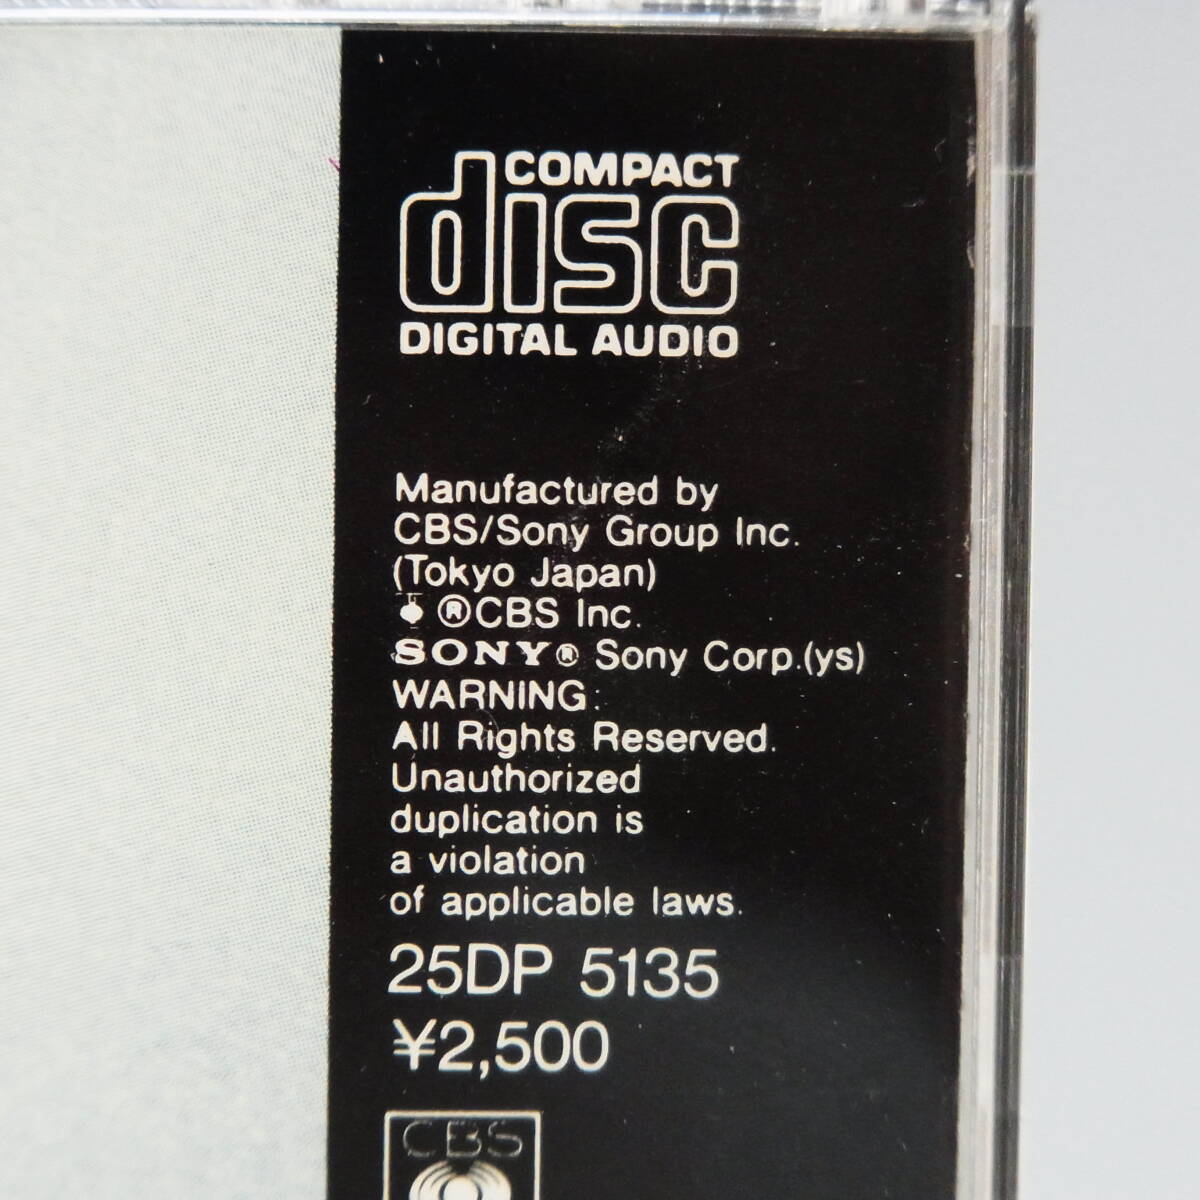 COMPACT
disc
DIGITAL AUDIO
Manufactured by
CBS/Sony Group Inc.
(Tokyo Japan)
®CBS Inc.
SONY® Sony Corp.(ys)
WARNING:
All Rights Reserved.
Unauthorized
duplication is
a violation
of applicable laws.
25DP 5135
¥2,500
CBS